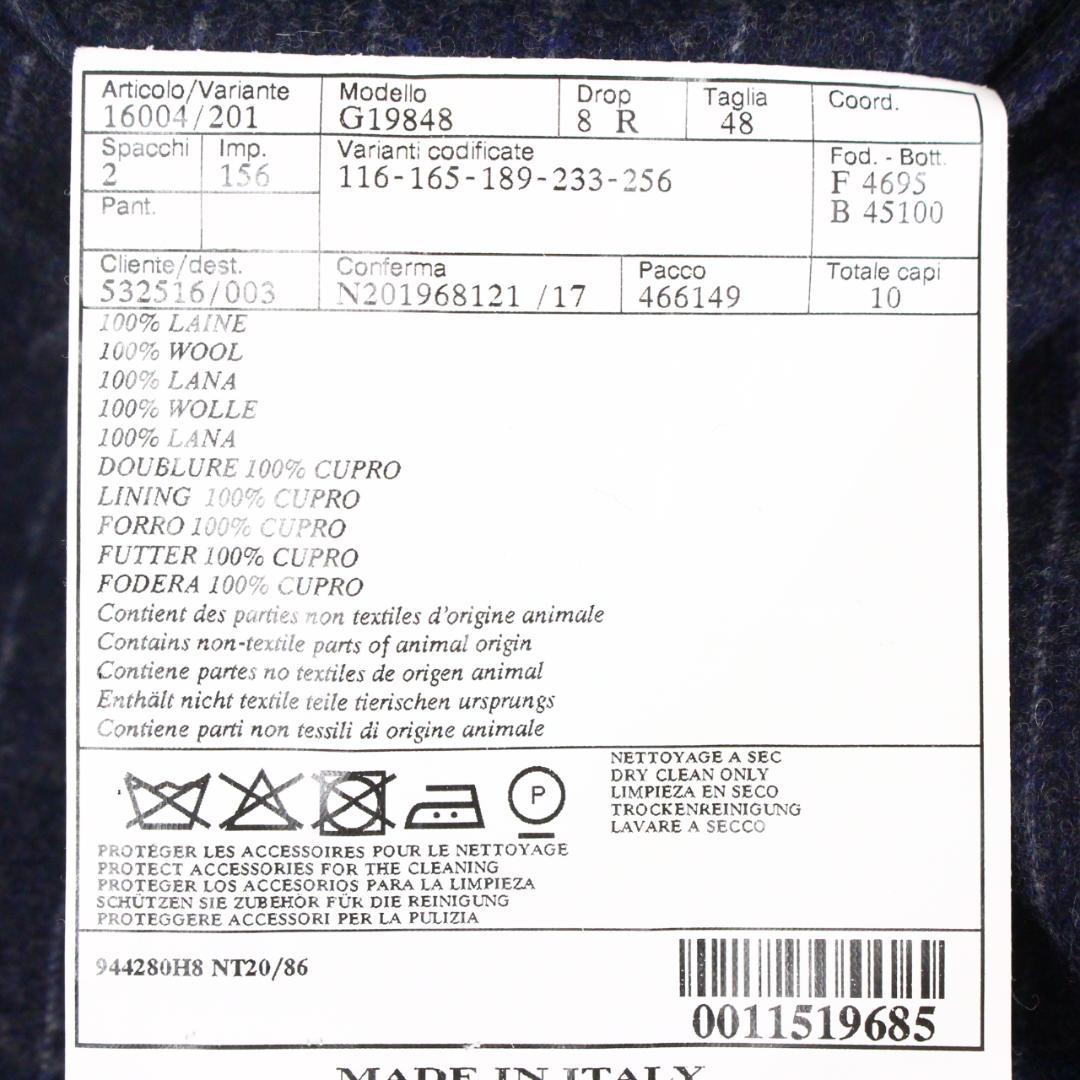 Articolo/Variante Modello Drop Taglia Coord.
16004/201 G19848 8 R 48
Spacchi Imp. Varianti codificate Fod. - Bott.
2 156 116-165-189-233-256 F 4695
Pant. B 45100
Cliente/dest. Conferma Pacco Totale capi
532516/003 N201968121 /17 466149 10
100% LAINE
100% WOOL
100% LANA
100% WOLLE
100% LANA
DOUBLURE 100% CUPRO
LINING 100% CUPRO
FORRO 100% CUPRO
FUTTER 100% CUPRO
FODERA 100% CUPRO
Contient des parties non textiles d'origine animale
Contains non-textile parts of animal origin
Contiene partes no textiles de origen animal
Enthält nicht textile teile tierischen ursprungs
Contiene parti non tessili di origine animale
NETTOYAGE A SEC
DRY CLEAN ONLY
LIMPIEZA EN SECO
TROCKENREINIGUNG
LAVARE A SECCO
P
PROTÉGER LES ACCESSOIRES POUR LE NETTOYAGE
PROTECT ACCESSORIES FOR THE CLEANING
PROTEGER LOS ACCESORIOS PARA LA LIMPIEZA
SCHÜTZEN SIE ZUBEHÖR FÜR DIE REINIGUNG
PROTEGGERE ACCESSORI PER LA PULIZIA
944280H8 NT20/86
0011519685
MADE IN ITALY